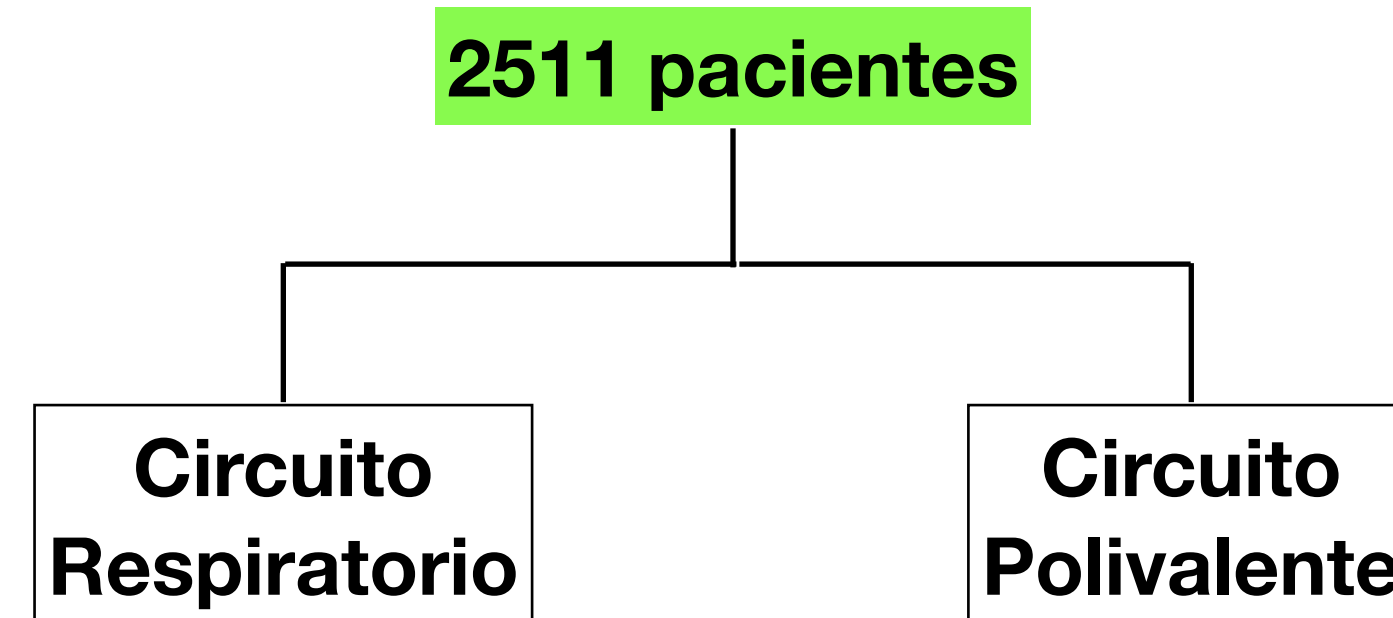 2511 pacientes
Circuito
Respiratorio
Circuito
Polivalente